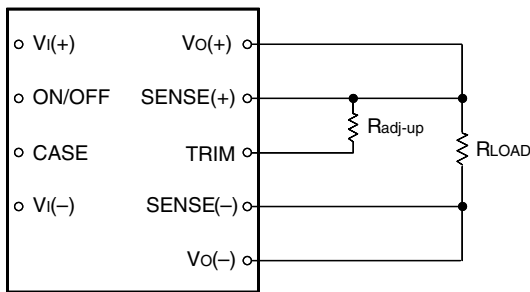 VI(+)
VO(+)
ON/OFF
SENSE(+)
Radj-up
CASE
TRIM
RLOAD
VI(–)
SENSE(–)
VO(–)